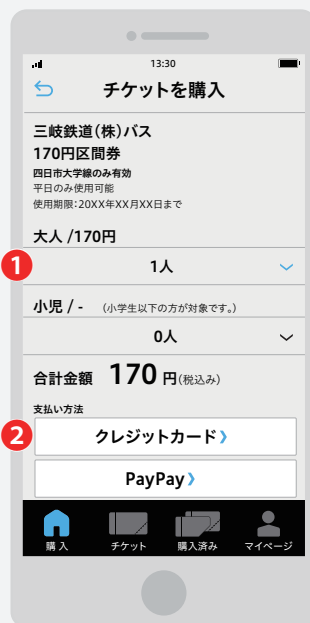 13:30
チケットを購入
三岐鉄道(株)バス
170円区間券
四日市大学線のみ有効
平日のみ使用可能
使用期限:20XX年XX月XX日まで
大人 /170円
1
1人
小児 / - (小学生以下の方が対象です。)
0人
合計金額 170 円(税込み)
支払い方法
2
クレジットカード》
PayPay》
購入 チケット 購入済み マイページ